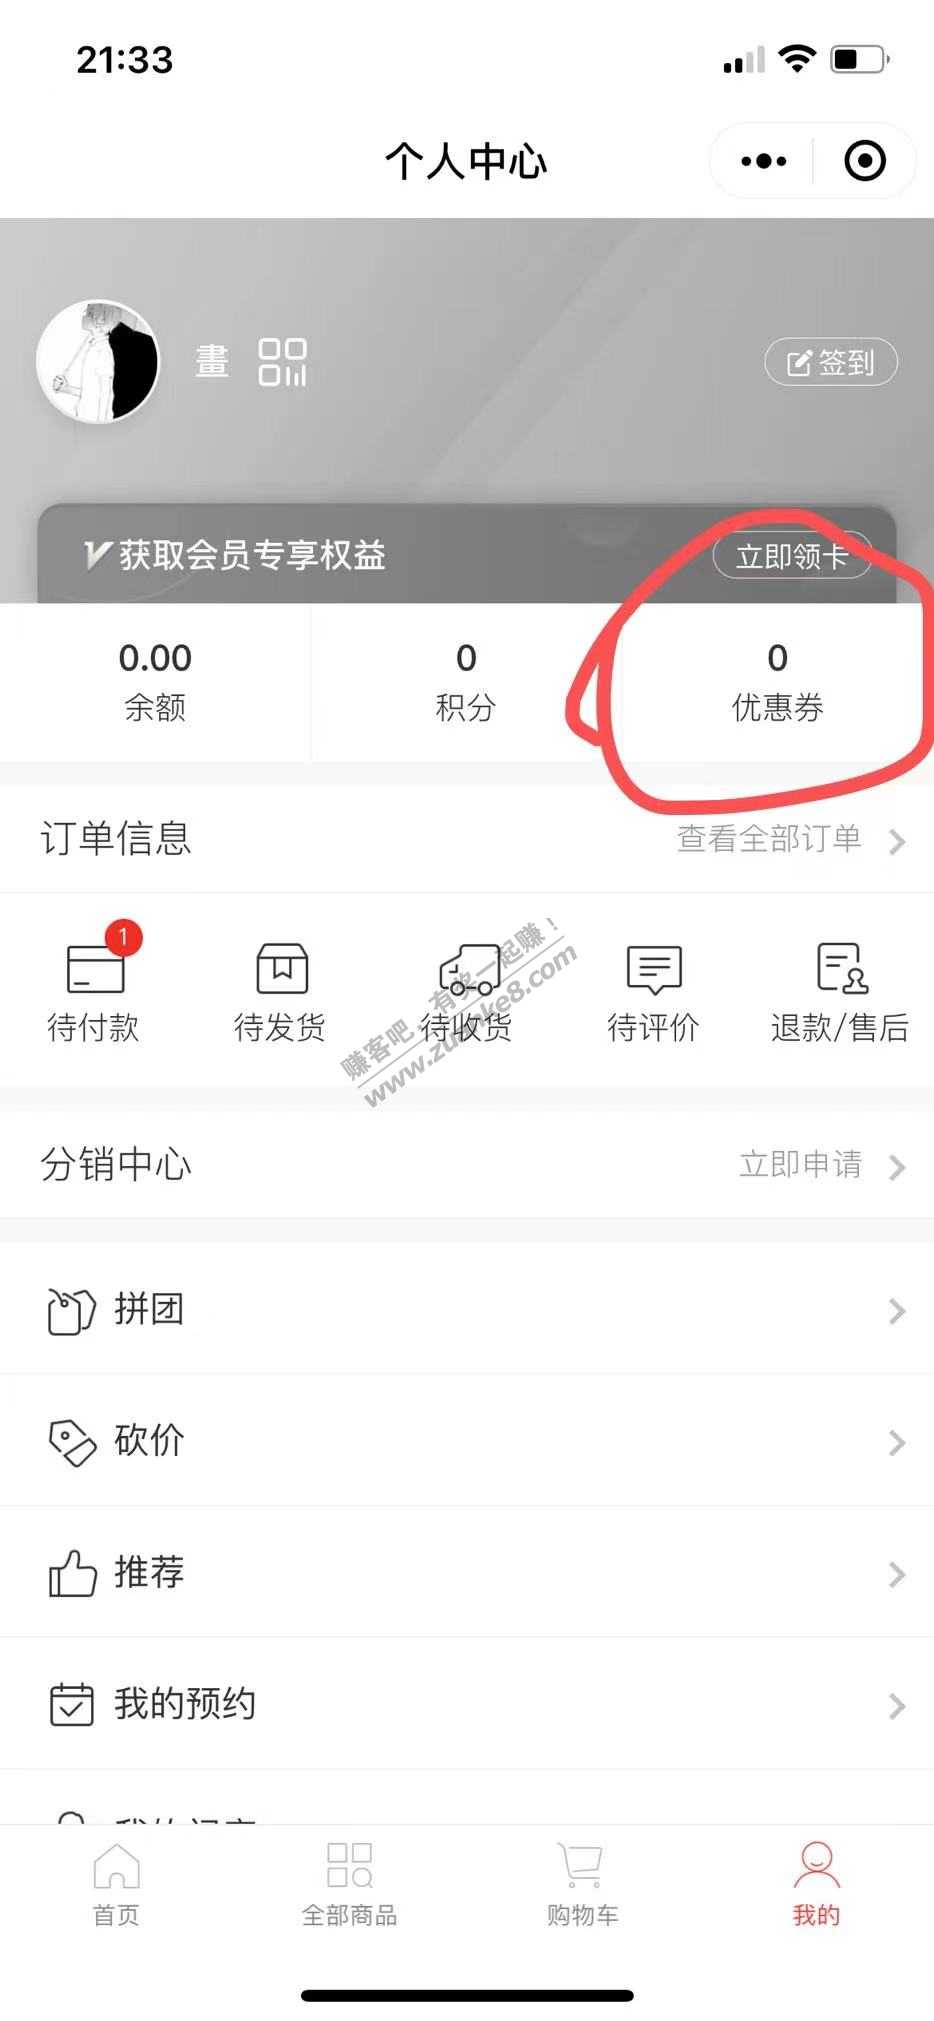 21:33
个人中心
畫
签到
获取会员专享权益
立即领卡
0.00
0
0
余额
积分
优惠券
订单信息
查看全部订单
1
待付款
待发货
待收货
待评价
退款/售后
赚客吧，有奖一起赚！
www.zuanke8.com
分销中心
立即申请
拼团
砍价
推荐
我的预约
首页
全部商品
购物车
我的